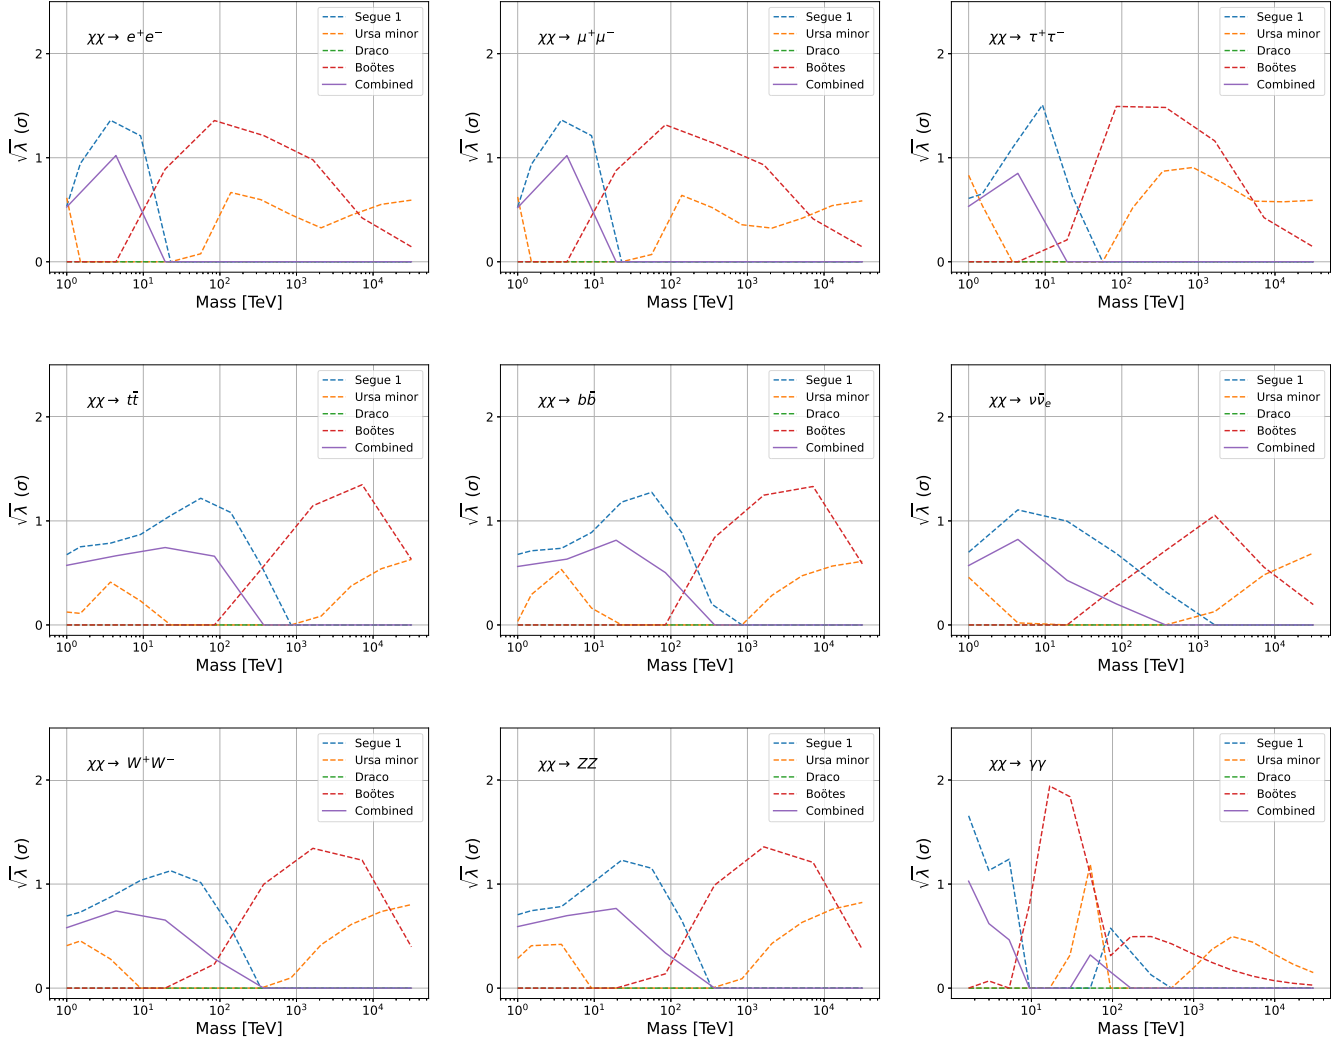 χχ→ e⁺e⁻
Segue 1
Ursa minor
Draco
Boötes
Combined
2
1
0
√λ (σ)
10⁰ 10¹ 10² 10³ 10⁴
Mass [TeV]
χχ→ μ⁺μ⁻
Segue 1
Ursa minor
Draco
Boötes
Combined
2
1
0
√λ (σ)
10⁰ 10¹ 10² 10³ 10⁴
Mass [TeV]
χχ→ τ⁺τ⁻
Segue 1
Ursa minor
Draco
Boötes
Combined
2
1
0
√λ (σ)
10⁰ 10¹ 10² 10³ 10⁴
Mass [TeV]
χχ→ tt̄
Segue 1
Ursa minor
Draco
Boötes
Combined
2
1
0
√λ (σ)
10⁰ 10¹ 10² 10³ 10⁴
Mass [TeV]
χχ→ bb̄
Segue 1
Ursa minor
Draco
Boötes
Combined
2
1
0
√λ (σ)
10⁰ 10¹ 10² 10³ 10⁴
Mass [TeV]
χχ→ νν̄ₑ
Segue 1
Ursa minor
Draco
Boötes
Combined
2
1
0
√λ (σ)
10⁰ 10¹ 10² 10³ 10⁴
Mass [TeV]
χχ→ W⁺W⁻
Segue 1
Ursa minor
Draco
Boötes
Combined
2
1
0
√λ (σ)
10⁰ 10¹ 10² 10³ 10⁴
Mass [TeV]
χχ→ ZZ
Segue 1
Ursa minor
Draco
Boötes
Combined
2
1
0
√λ (σ)
10⁰ 10¹ 10² 10³ 10⁴
Mass [TeV]
χχ→ γγ
Segue 1
Ursa minor
Draco
Boötes
Combined
2
1
0
√λ (σ)
10¹ 10² 10³ 10⁴
Mass [TeV]